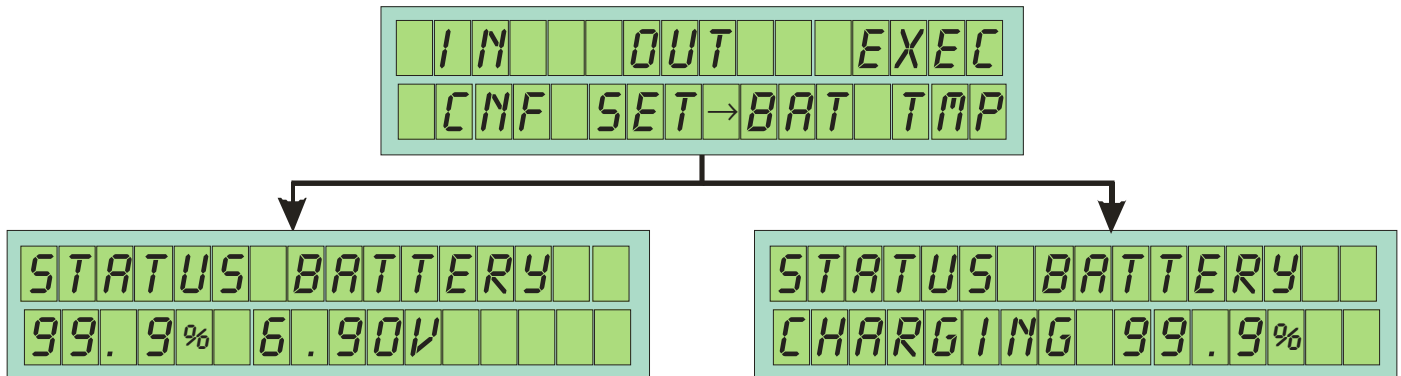 IN OUT EXEC
CNF SET→BAT TMP
STATUS BATTERY
99.9% 6.90V
STATUS BATTERY
CHARGING 99.9%